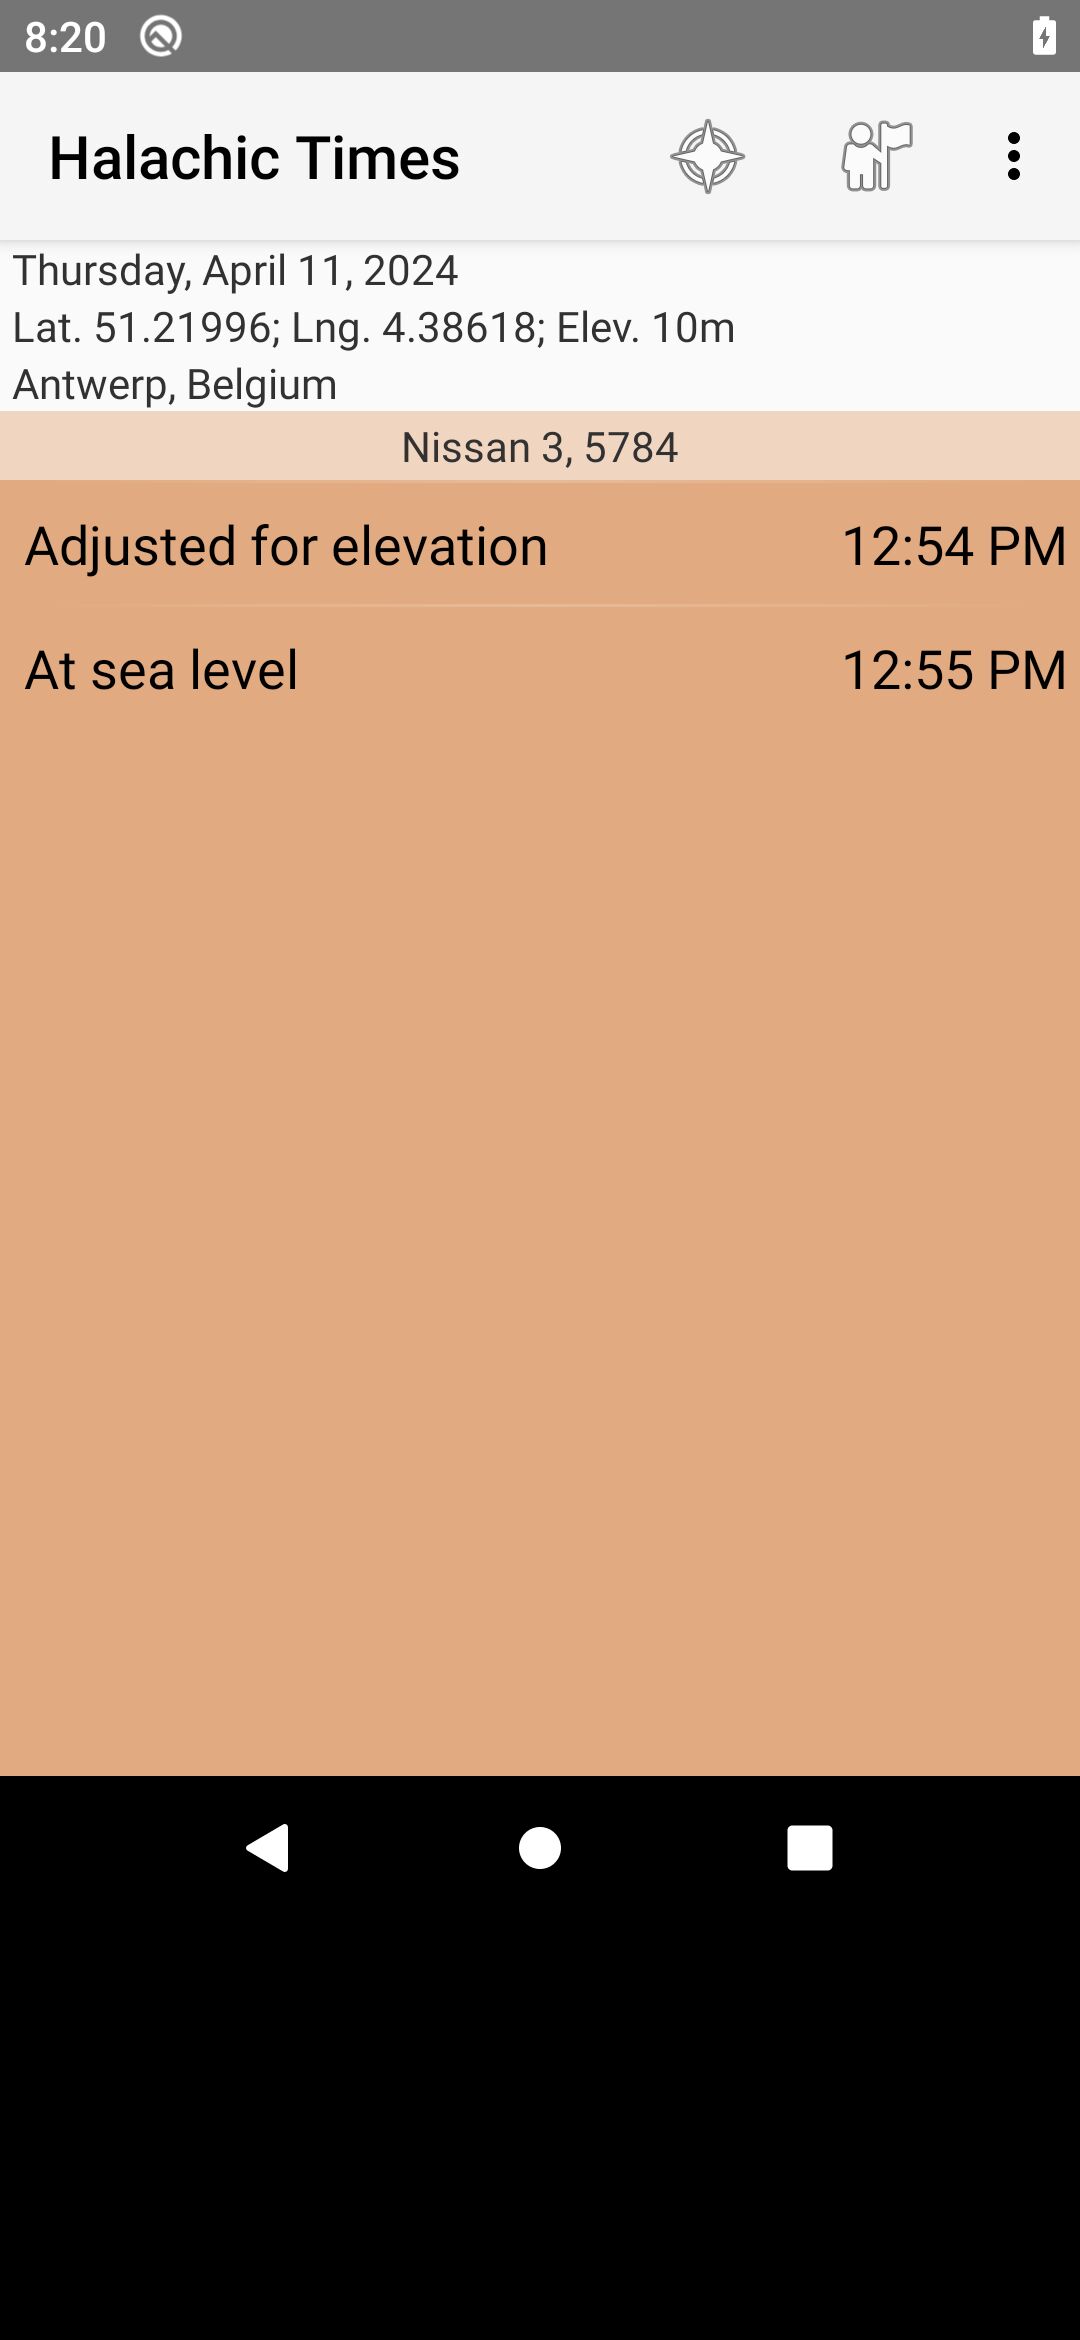 8:20
Halachic Times
Thursday, April 11, 2024
Lat. 51.21996; Lng. 4.38618; Elev. 10m
Antwerp, Belgium
Nissan 3, 5784
Adjusted for elevation 12:54 PM
At sea level 12:55 PM